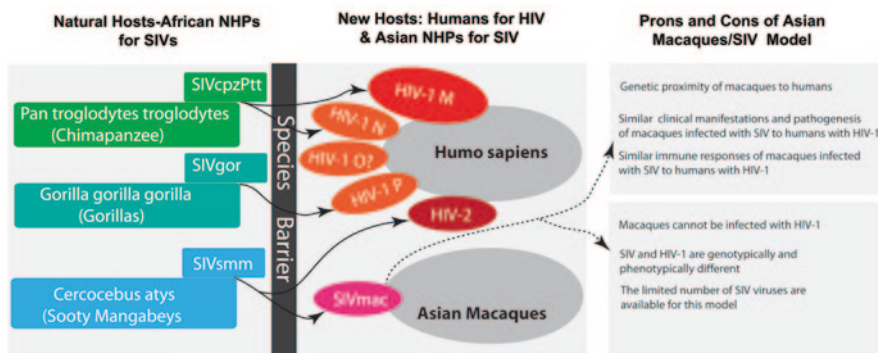 Natural Hosts-African NHPs
for SIVs
New Hosts: Humans for HIV
& Asian NHPs for SIV
Prons and Cons of Asian
Macaques/SIV Model
SIVcpzPtt
Pan troglodytes troglodytes
(Chimapanzee)
SIVgor
Gorilla gorilla gorilla
(Gorillas)
SIVsmm
Cercocebus atys
(Sooty Mangabeys
Species Barrier
HIV-1 M
HIV-1 N
HIV-1 O?
HIV-1 P
HIV-2
Humo sapiens
SIVmac
Asian Macaques
Genetic proximity of macaques to humans
Similar clinical manifestations and pathogenesis
of macaques infected with SIV to humans with HIV-1
Similar immune responses of macaques infected
with SIV to humans with HIV-1
Macaques cannot be infected with HIV-1
SIV and HIV-1 are genotypically and
phenotypically different
The limited number of SIV viruses are
available for this model